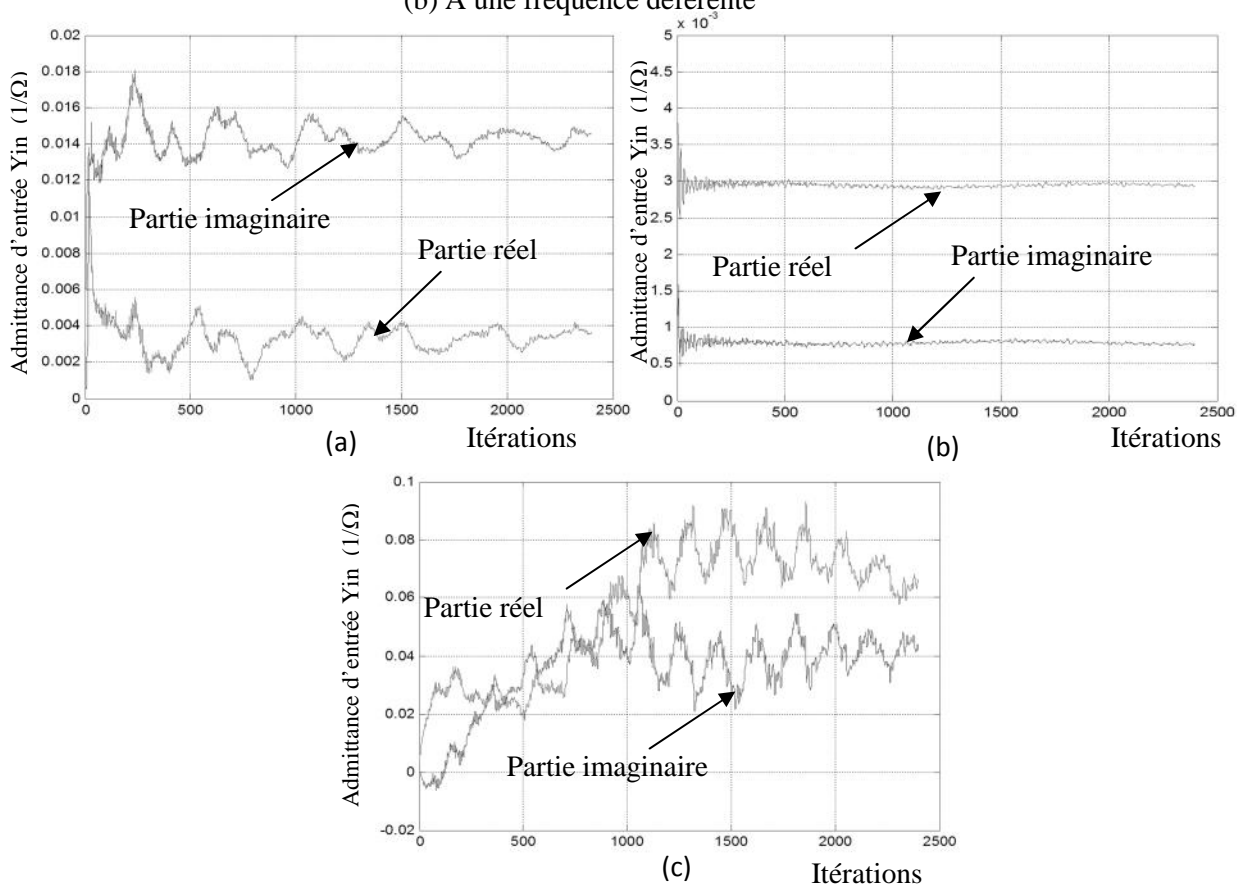 (b) A une fréquence déférente
Admittance d'entrée Yin (1/Ω)
0.02
0.018
0.016
0.014
0.012
0.01
0.008
0.006
0.004
0.002
0
0 500 1000 1500 2000 2500
Partie imaginaire
Partie réel
(a)
Itérations
Admittance d'entrée Yin (1/Ω)
x 10⁻³
5
4.5
4
3.5
3
2.5
2
1.5
1
0.5
0
0 500 1000 1500 2000 2500
Partie réel
Partie imaginaire
(b)
Itérations
Admittance d'entrée Yin (1/Ω)
0.1
0.08
0.06
0.04
0.02
0
-0.02
0 500 1000 1500 2000 2500
Partie réel
Partie imaginaire
(c)
Itérations